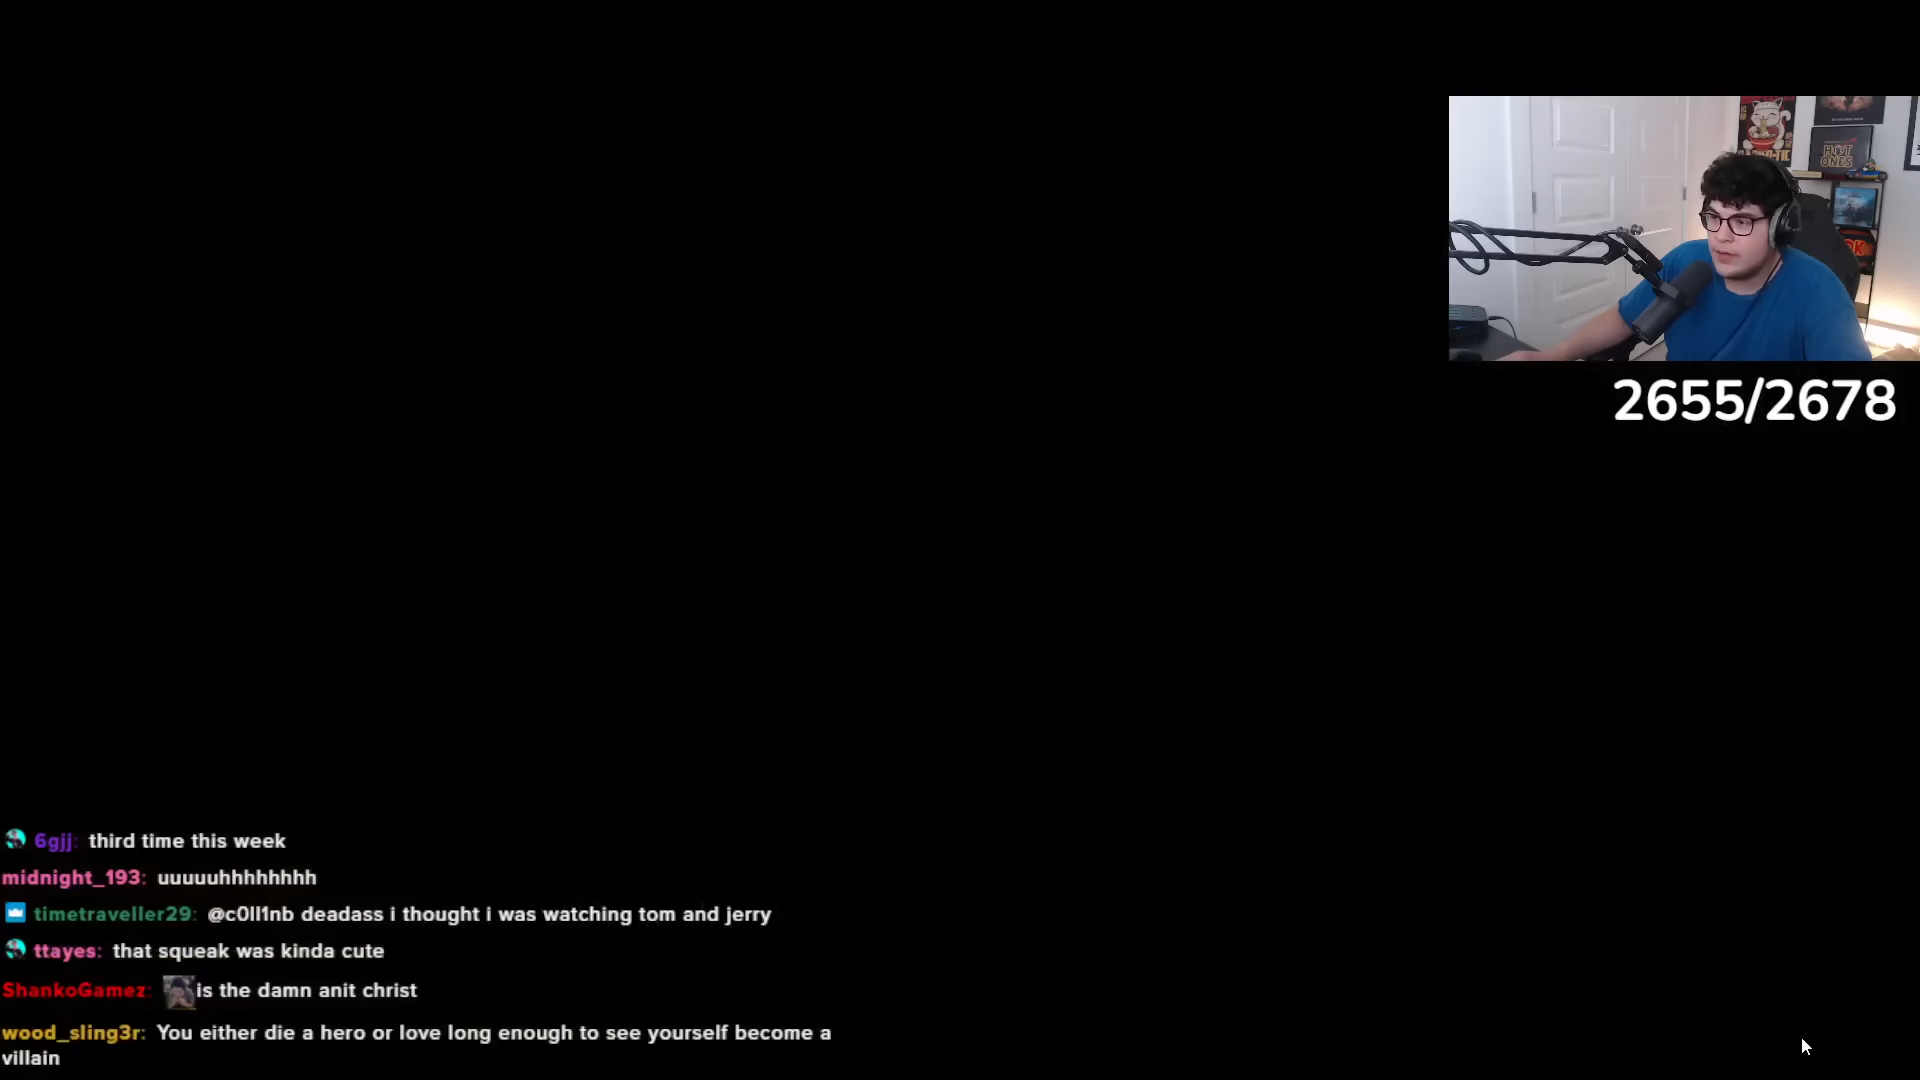 HOT
ONES
2655/2678
6gjj: third time this week
midnight_193: uuuuuhhhhhhhh
timetraveller29: @c0ll1nb deadass i thought i was watching tom and jerry
ttayes: that squeak was kinda cute
ShankoGamez: is the damn anit christ
wood_sling3r: You either die a hero or love long enough to see yourself become a
villain